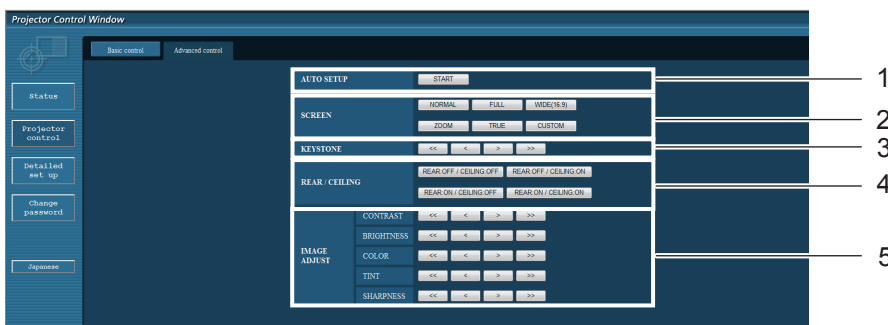 Projector Control Window
Basic control Advanced control
AUTO SETUP START 1
Status
SCREEN NORMAL FULL WIDE(16:9)
ZOOM TRUE CUSTOM 2
Projector control
KEYSTONE << < > >> 3
Detailed set up
REAR / CEILING REAR:OFF / CEILING:OFF REAR:OFF / CEILING:ON
REAR:ON / CEILING:OFF REAR:ON / CEILING:ON 4
Change password
IMAGE ADJUST
CONTRAST << < > >>
BRIGHTNESS << < > >>
COLOR << < > >> 5
TINT << < > >>
SHARPNESS << < > >>
Japanese